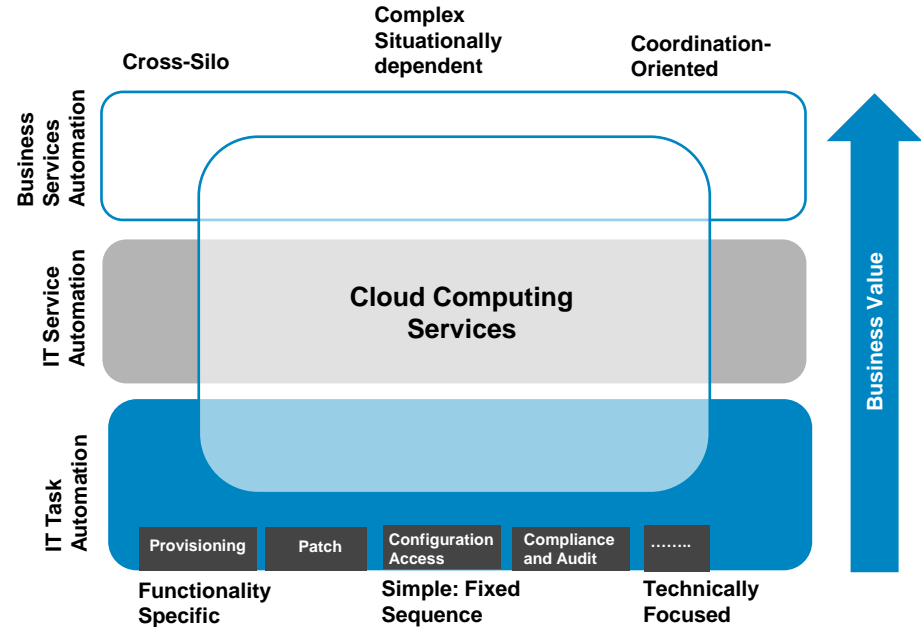 Cross-Silo
Complex
Situationally
dependent
Coordination-
Oriented
Business
Services
Automation
IT Service
Automation
Cloud Computing
Services
Business Value
IT Task
Automation
Provisioning
Patch
Configuration
Access
Compliance
and Audit
........
Functionality
Specific
Simple: Fixed
Sequence
Technically
Focused